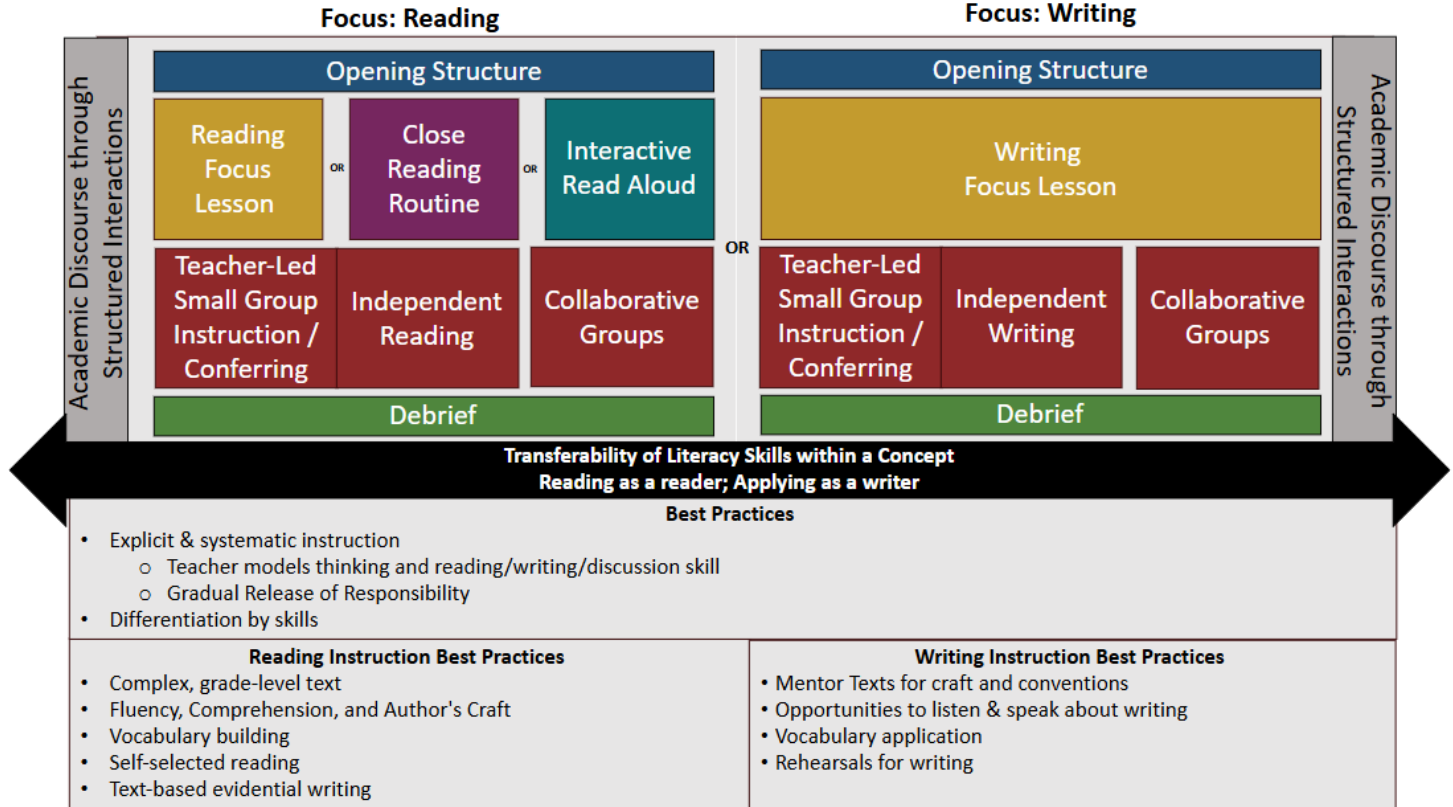 Focus: Reading
Focus: Writing
Academic Discourse through
Structured Interactions
Opening Structure
Reading
Focus
Lesson
OR
Close
Reading
Routine
OR
Interactive
Read Aloud
Teacher-Led
Small Group
Instruction /
Conferring
Independent
Reading
Collaborative
Groups
Debrief
OR
Opening Structure
Writing
Focus Lesson
Teacher-Led
Small Group
Instruction /
Conferring
Independent
Writing
Collaborative
Groups
Debrief
Academic Discourse through
Structured Interactions
Transferability of Literacy Skills within a Concept
Reading as a reader; Applying as a writer
Best Practices
• Explicit & systematic instruction
o Teacher models thinking and reading/writing/discussion skill
o Gradual Release of Responsibility
• Differentiation by skills
Reading Instruction Best Practices
• Complex, grade-level text
• Fluency, Comprehension, and Author's Craft
• Vocabulary building
• Self-selected reading
• Text-based evidential writing
Writing Instruction Best Practices
• Mentor Texts for craft and conventions
• Opportunities to listen & speak about writing
• Vocabulary application
• Rehearsals for writing